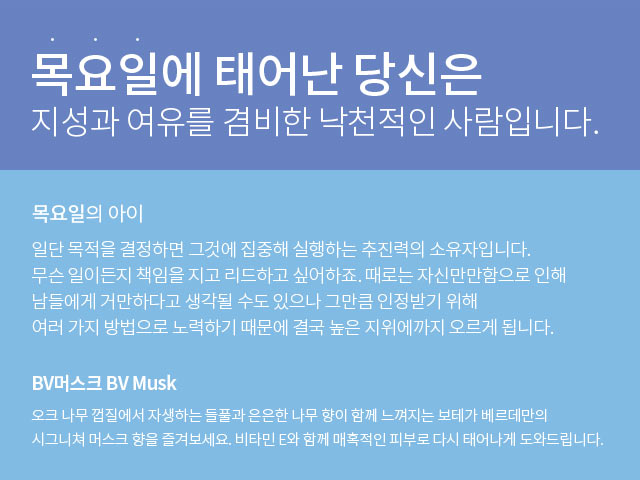 목요일에 태어난 당신은
지성과 여유를 겸비한 낙천적인 사람입니다.
목요일의 아이
일단 목적을 결정하면 그것에 집중해 실행하는 추진력의 소유자입니다.
무슨 일이든지 책임을 지고 리드하고 싶어하죠. 때로는 자신만만함으로 인해
남들에게 거만하다고 생각될 수도 있으나 그만큼 인정받기 위해
여러 가지 방법으로 노력하기 때문에 결국 높은 지위에까지 오르게 됩니다.
BV머스크 BV Musk
오크 나무 껍질에서 자생하는 들풀과 은은한 나무 향이 함께 느껴지는 보테가 베르데만의
시그니쳐 머스크 향을 즐겨보세요. 비타민 E와 함께 매혹적인 피부로 다시 태어나게 도와드립니다.